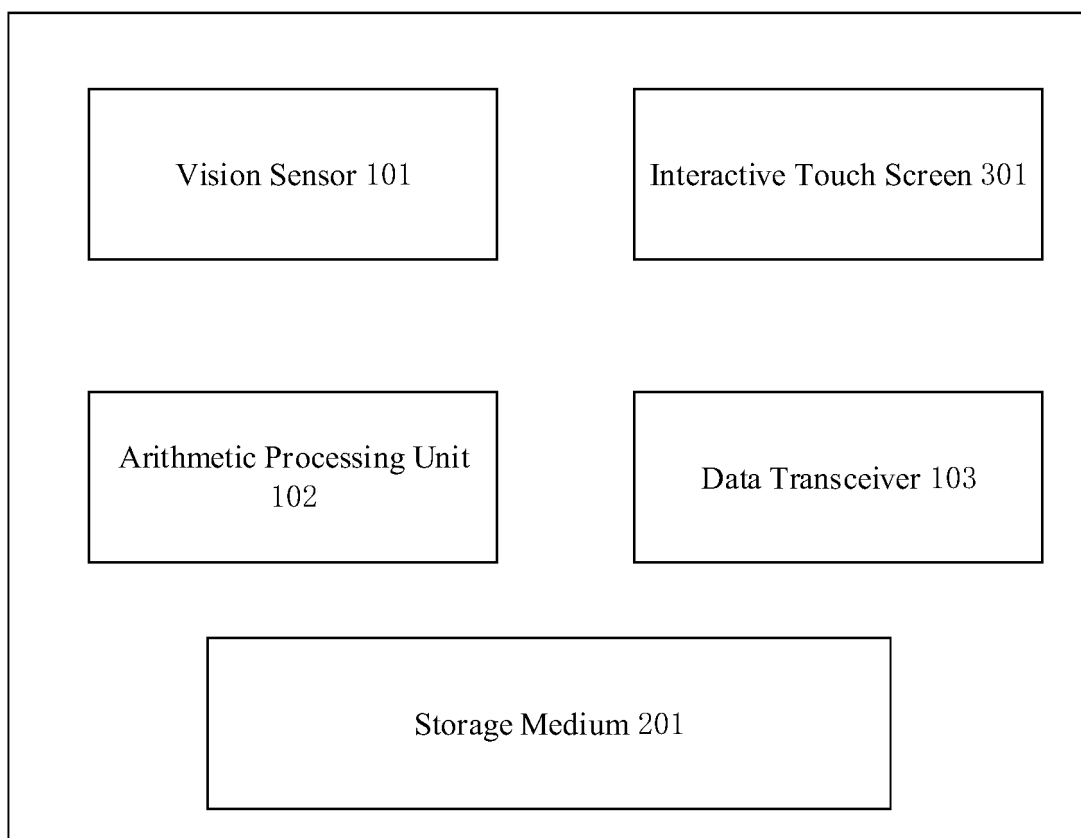 Vision Sensor 101
Interactive Touch Screen 301
Arithmetic Processing Unit
102
Data Transceiver 103
Storage Medium 201